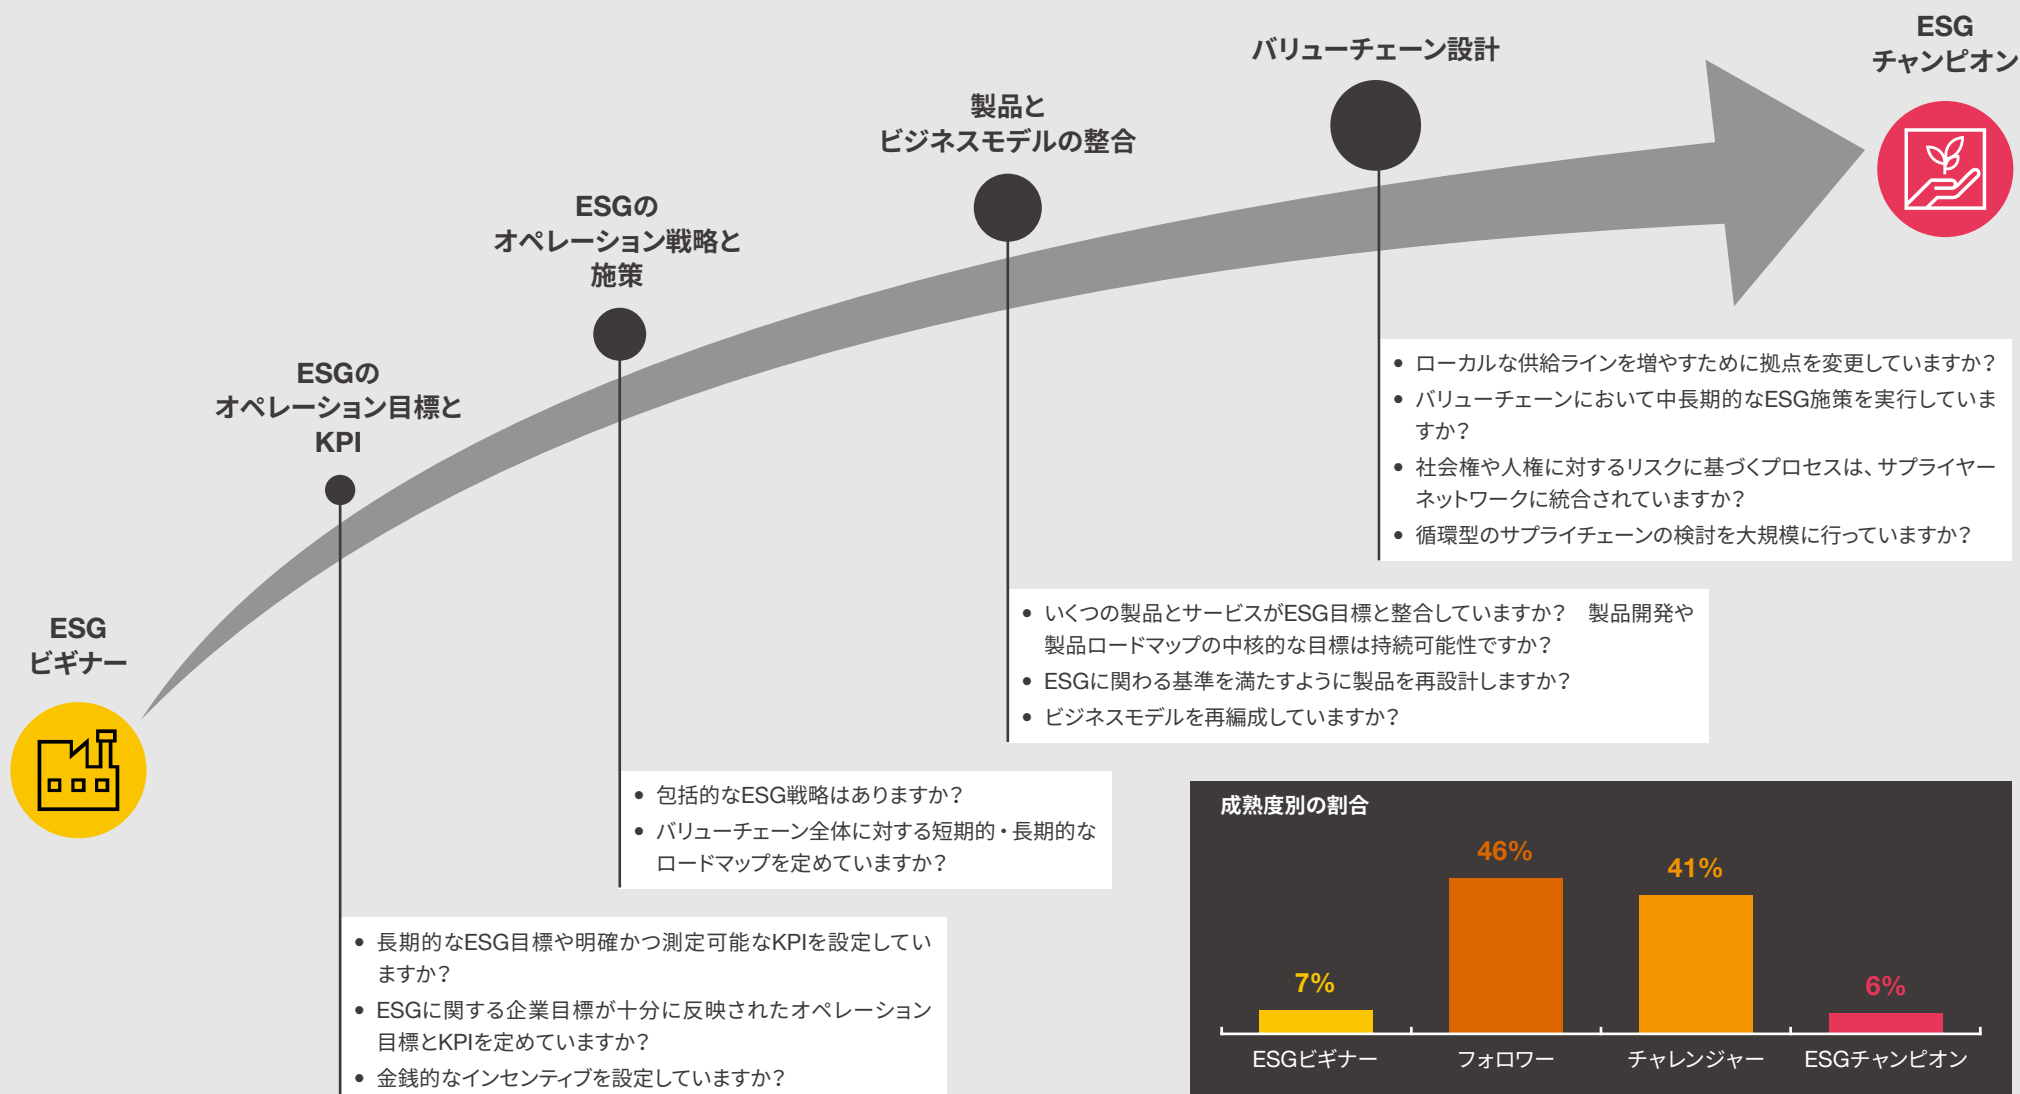 ESG
ビギナー
ESGの
オペレーション目標と
KPI
ESGの
オペレーション戦略と
施策
製品と
ビジネスモデルの整合
バリューチェーン設計
ESG
チャンピオン
• ローカルな供給ラインを増やすために拠点を変更していますか？
• バリューチェーンにおいて中長期的なESG施策を実行していま
すか？
• 社会権や人権に対するリスクに基づくプロセスは、サプライヤー
ネットワークに統合されていますか？
• 循環型のサプライチェーンの検討を大規模に行っていますか？
• いくつの製品とサービスがESG目標と整合していますか？　製品開発や
製品ロードマップの中核的な目標は持続可能性ですか？
• ESGに関わる基準を満たすように製品を再設計しますか？
• ビジネスモデルを再編成していますか？
• 包括的なESG戦略はありますか？
• バリューチェーン全体に対する短期的・長期的な
ロードマップを定めていますか？
• 長期的なESG目標や明確かつ測定可能なKPIを設定してい
ますか？
• ESGに関する企業目標が十分に反映されたオペレーション
目標とKPIを定めていますか？
• 金銭的なインセンティブを設定していますか？
成熟度別の割合
7%
46%
41%
6%
ESGビギナー
フォロワー
チャレンジャー
ESGチャンピオン